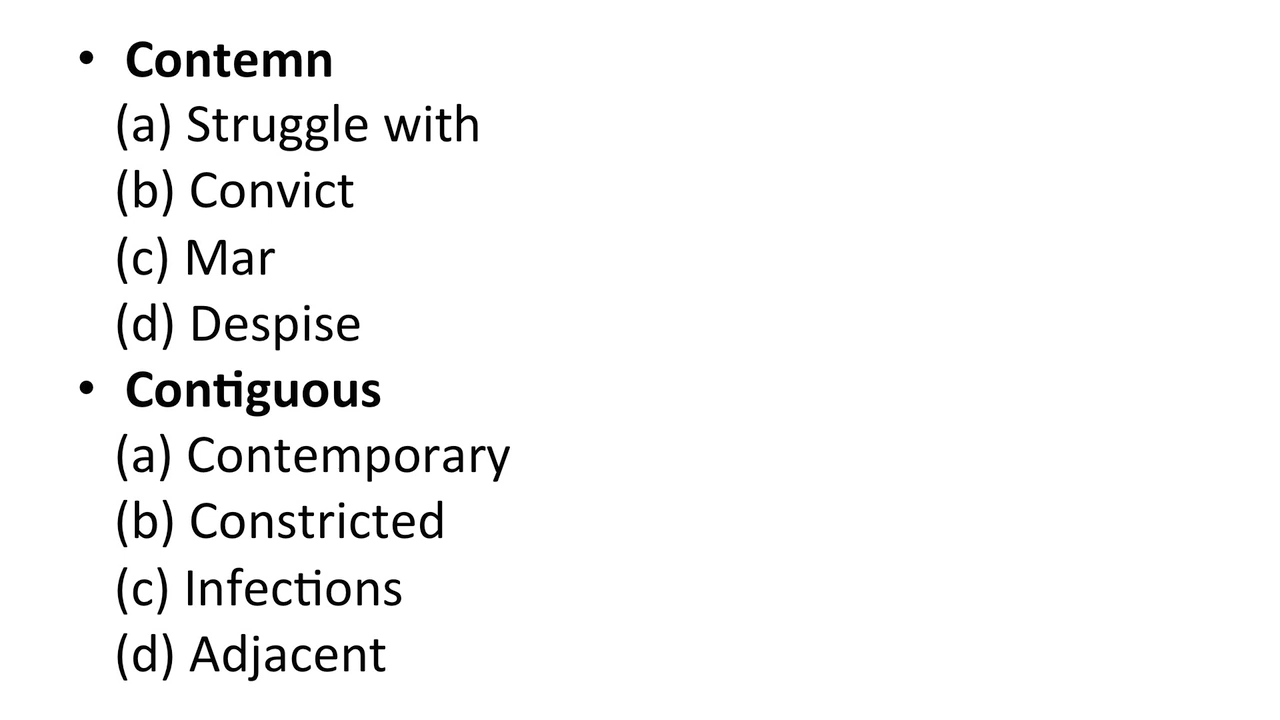 • Contemn
(a) Struggle with
(b) Convict
(c) Mar
(d) Despise
• Contiguous
(a) Contemporary
(b) Constricted
(c) Infections
(d) Adjacent